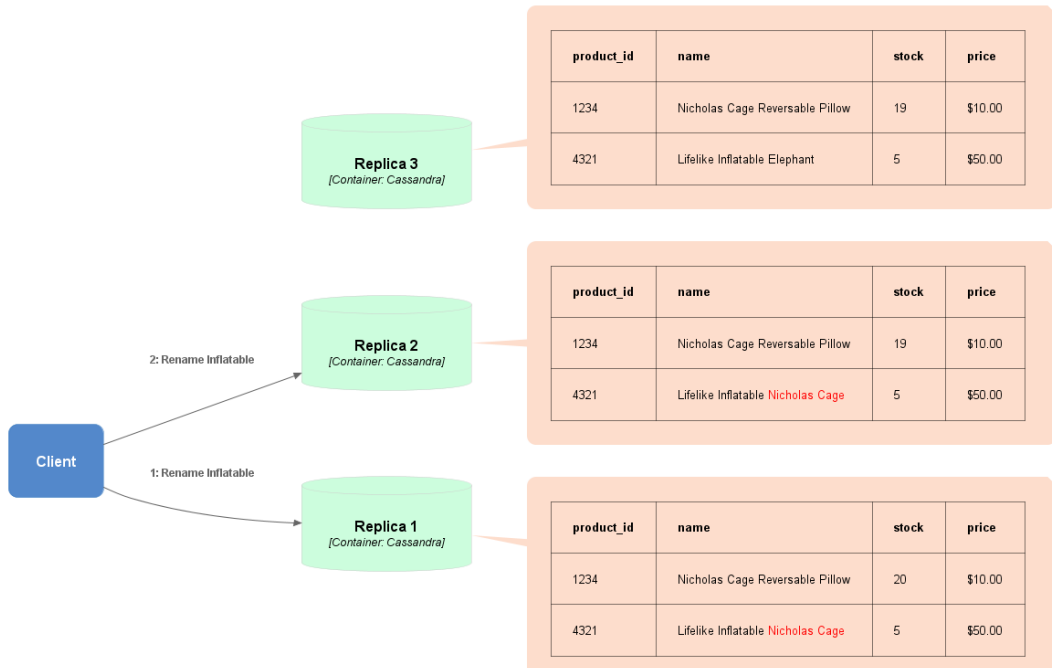 product_id name stock price
1234 Nicholas Cage Reversable Pillow 19 $10.00
4321 Lifelike Inflatable Elephant 5 $50.00
Replica 3
[Container: Cassandra]
product_id name stock price
1234 Nicholas Cage Reversable Pillow 19 $10.00
4321 Lifelike Inflatable Nicholas Cage 5 $50.00
Replica 2
[Container: Cassandra]
2: Rename Inflatable
Client
1: Rename Inflatable
Replica 1
[Container: Cassandra]
product_id name stock price
1234 Nicholas Cage Reversable Pillow 20 $10.00
4321 Lifelike Inflatable Nicholas Cage 5 $50.00